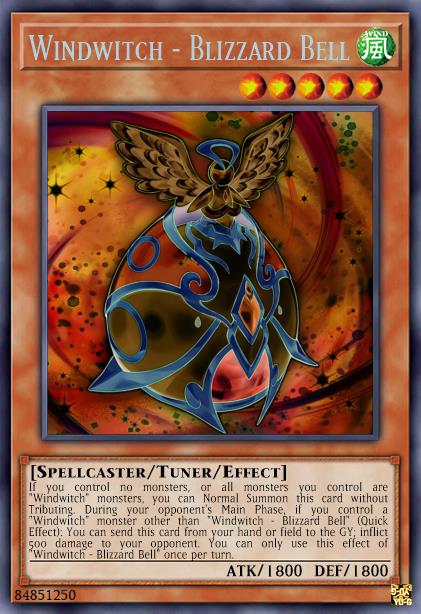 Windwitch - Blizzard Bell
WIND
風
[Spellcaster/Tuner/Effect]
If you control no monsters, or all monsters you control are
"Windwitch" monsters, you can Normal Summon this card without
Tributing. During your opponent's Main Phase, if you control a
"Windwitch" monster other than "Windwitch - Blizzard Bell" (Quick
Effect): You can send this card from your hand or field to the GY; inflict
500 damage to your opponent. You can only use this effect of
"Windwitch - Blizzard Bell" once per turn.
ATK/1800 DEF/1800
84851250